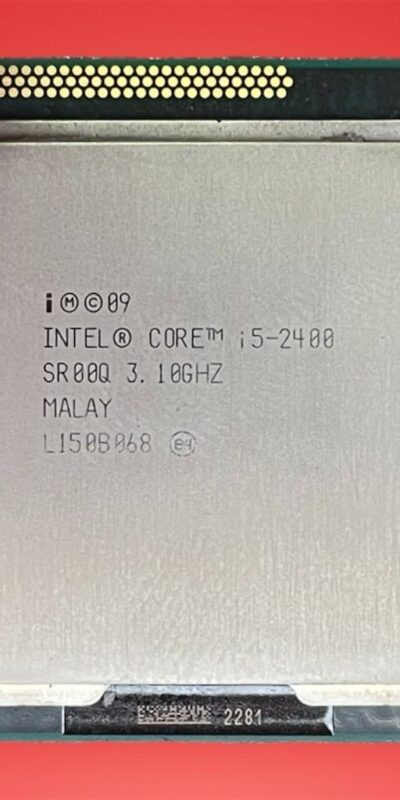 i Ⓜ ©09
INTEL® CORE™ i5-2400
SR00Q 3.10GHZ
MALAY
L150B068 e4
2281